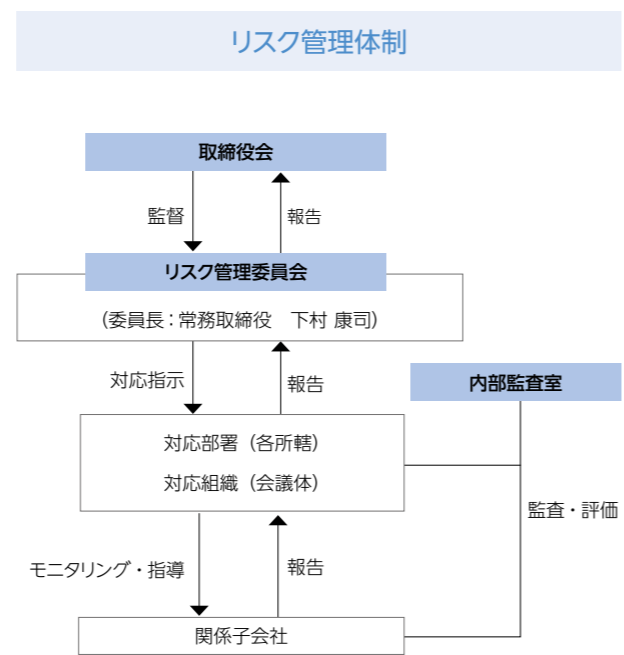 リスク管理体制
取締役会
監督
報告
リスク管理委員会
(委員長：常務取締役　下村 康司)
対応指示
報告
内部監査室
対応部署（各所轄）
対応組織（会議体）
監査・評価
モニタリング・指導
報告
関係子会社